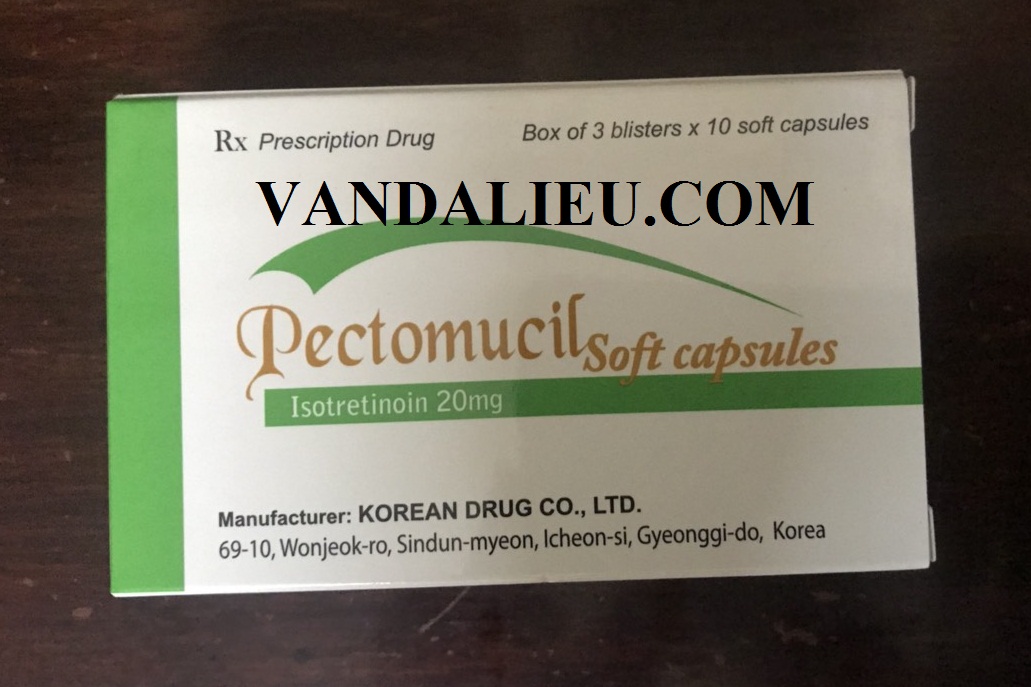 Rx Prescription Drug
Box of 3 blisters x 10 soft capsules
VANDALIEU.COM
Pectomucil Soft capsules
Isotretinoin 20mg
Manufacturer: KOREAN DRUG CO., LTD.
69-10, Wonjeok-ro, Sindun-myeon, Icheon-si, Gyeonggi-do, Korea